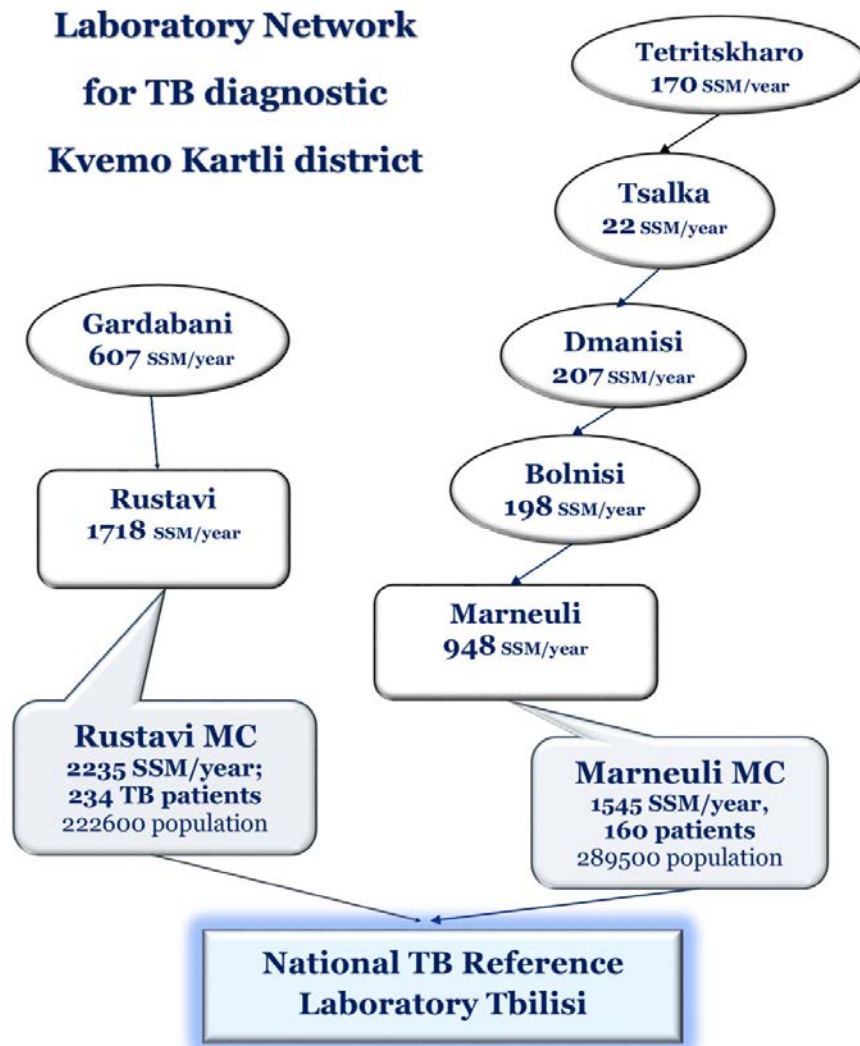 Laboratory Network
for TB diagnostic
Kvemo Kartli district
Tetritskharo
170 SSM/year
Tsalka
22 SSM/year
Gardabani
607 SSM/year
Dmanisi
207 SSM/year
Bolnisi
198 SSM/year
Rustavi
1718 SSM/year
Marneuli
948 SSM/year
Rustavi MC
2235 SSM/year;
234 TB patients
222600 population
Marneuli MC
1545 SSM/year,
160 patients
289500 population
National TB Reference
Laboratory Tbilisi